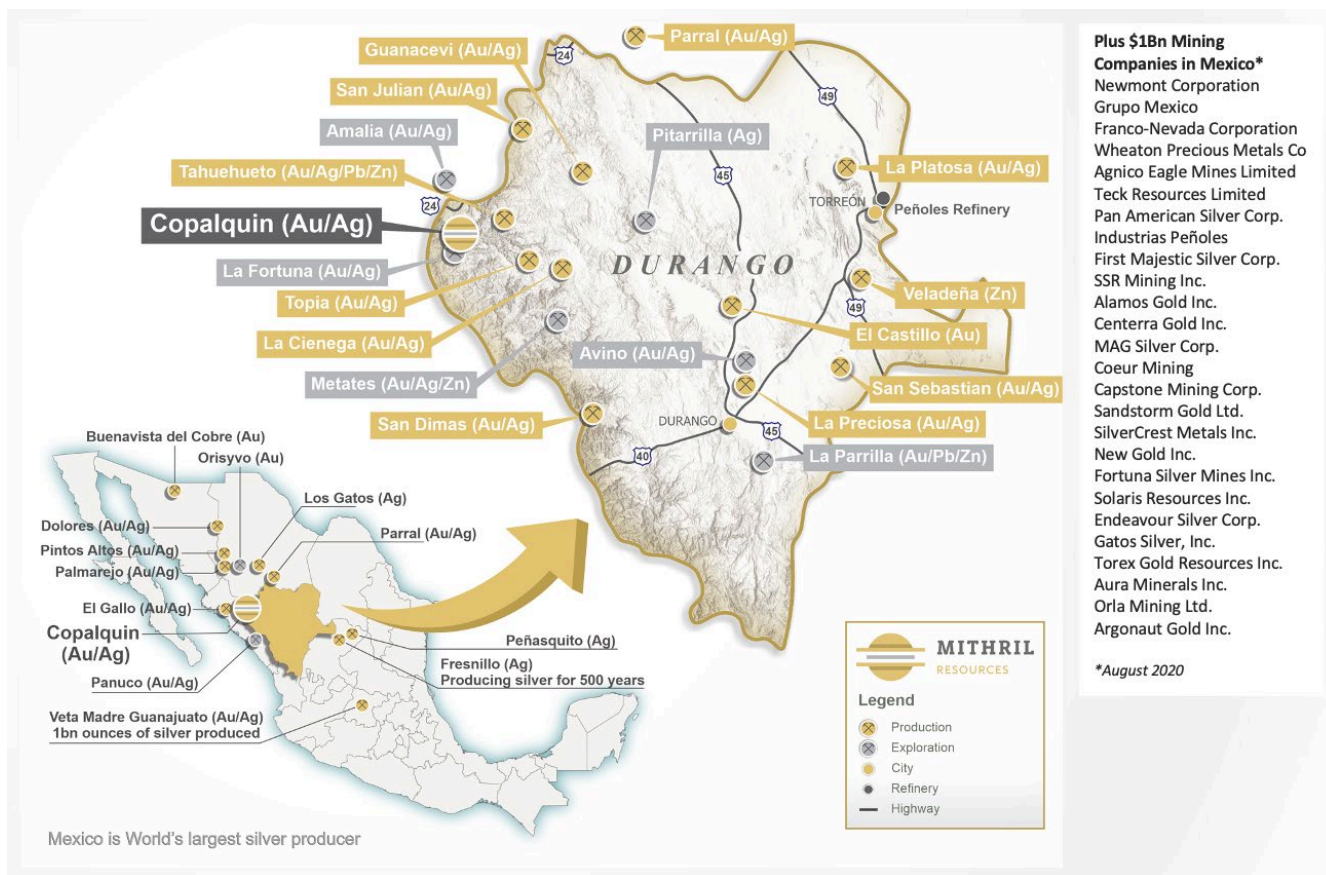 Parral (Au/Ag)
Guanacevi (Au/Ag)
24
San Julian (Au/Ag)
49
Amalia (Au/Ag)
Pitarrilla (Ag)
Tahuehueto (Au/Ag/Pb/Zn)
45
La Platosa (Au/Ag)
24
TORREÓN
Peñoles Refinery
Copalquin (Au/Ag)
La Fortuna (Au/Ag)
DURANGO
Topia (Au/Ag)
Veladeña (Zn)
49
La Cienega (Au/Ag)
El Castillo (Au)
Avino (Au/Ag)
Metates (Au/Ag/Zn)
San Sebastian (Au/Ag)
San Dimas (Au/Ag)
DURANGO
La Preciosa (Au/Ag)
45
40
La Parrilla (Au/Pb/Zn)
Buenavista del Cobre (Au)
Orisyvo (Au)
Los Gatos (Ag)
Dolores (Au/Ag)
Parral (Au/Ag)
Pintos Altos (Au/Ag)
Palmarejo (Au/Ag)
El Gallo (Au/Ag)
Copalquin
(Au/Ag)
Peñasquito (Ag)
Fresnillo (Ag)
Producing silver for 500 years
Panuco (Au/Ag)
Veta Madre Guanajuato (Au/Ag)
1bn ounces of silver produced
Mexico is World's largest silver producer
MITHRIL
RESOURCES
Legend
Production
Exploration
City
Refinery
Highway
Plus $1Bn Mining
Companies in Mexico*
Newmont Corporation
Grupo Mexico
Franco-Nevada Corporation
Wheaton Precious Metals Co
Agnico Eagle Mines Limited
Teck Resources Limited
Pan American Silver Corp.
Industrias Peñoles
First Majestic Silver Corp.
SSR Mining Inc.
Alamos Gold Inc.
Centerra Gold Inc.
MAG Silver Corp.
Coeur Mining
Capstone Mining Corp.
Sandstorm Gold Ltd.
SilverCrest Metals Inc.
New Gold Inc.
Fortuna Silver Mines Inc.
Solaris Resources Inc.
Endeavour Silver Corp.
Gatos Silver, Inc.
Torex Gold Resources Inc.
Aura Minerals Inc.
Orla Mining Ltd.
Argonaut Gold Inc.
*August 2020